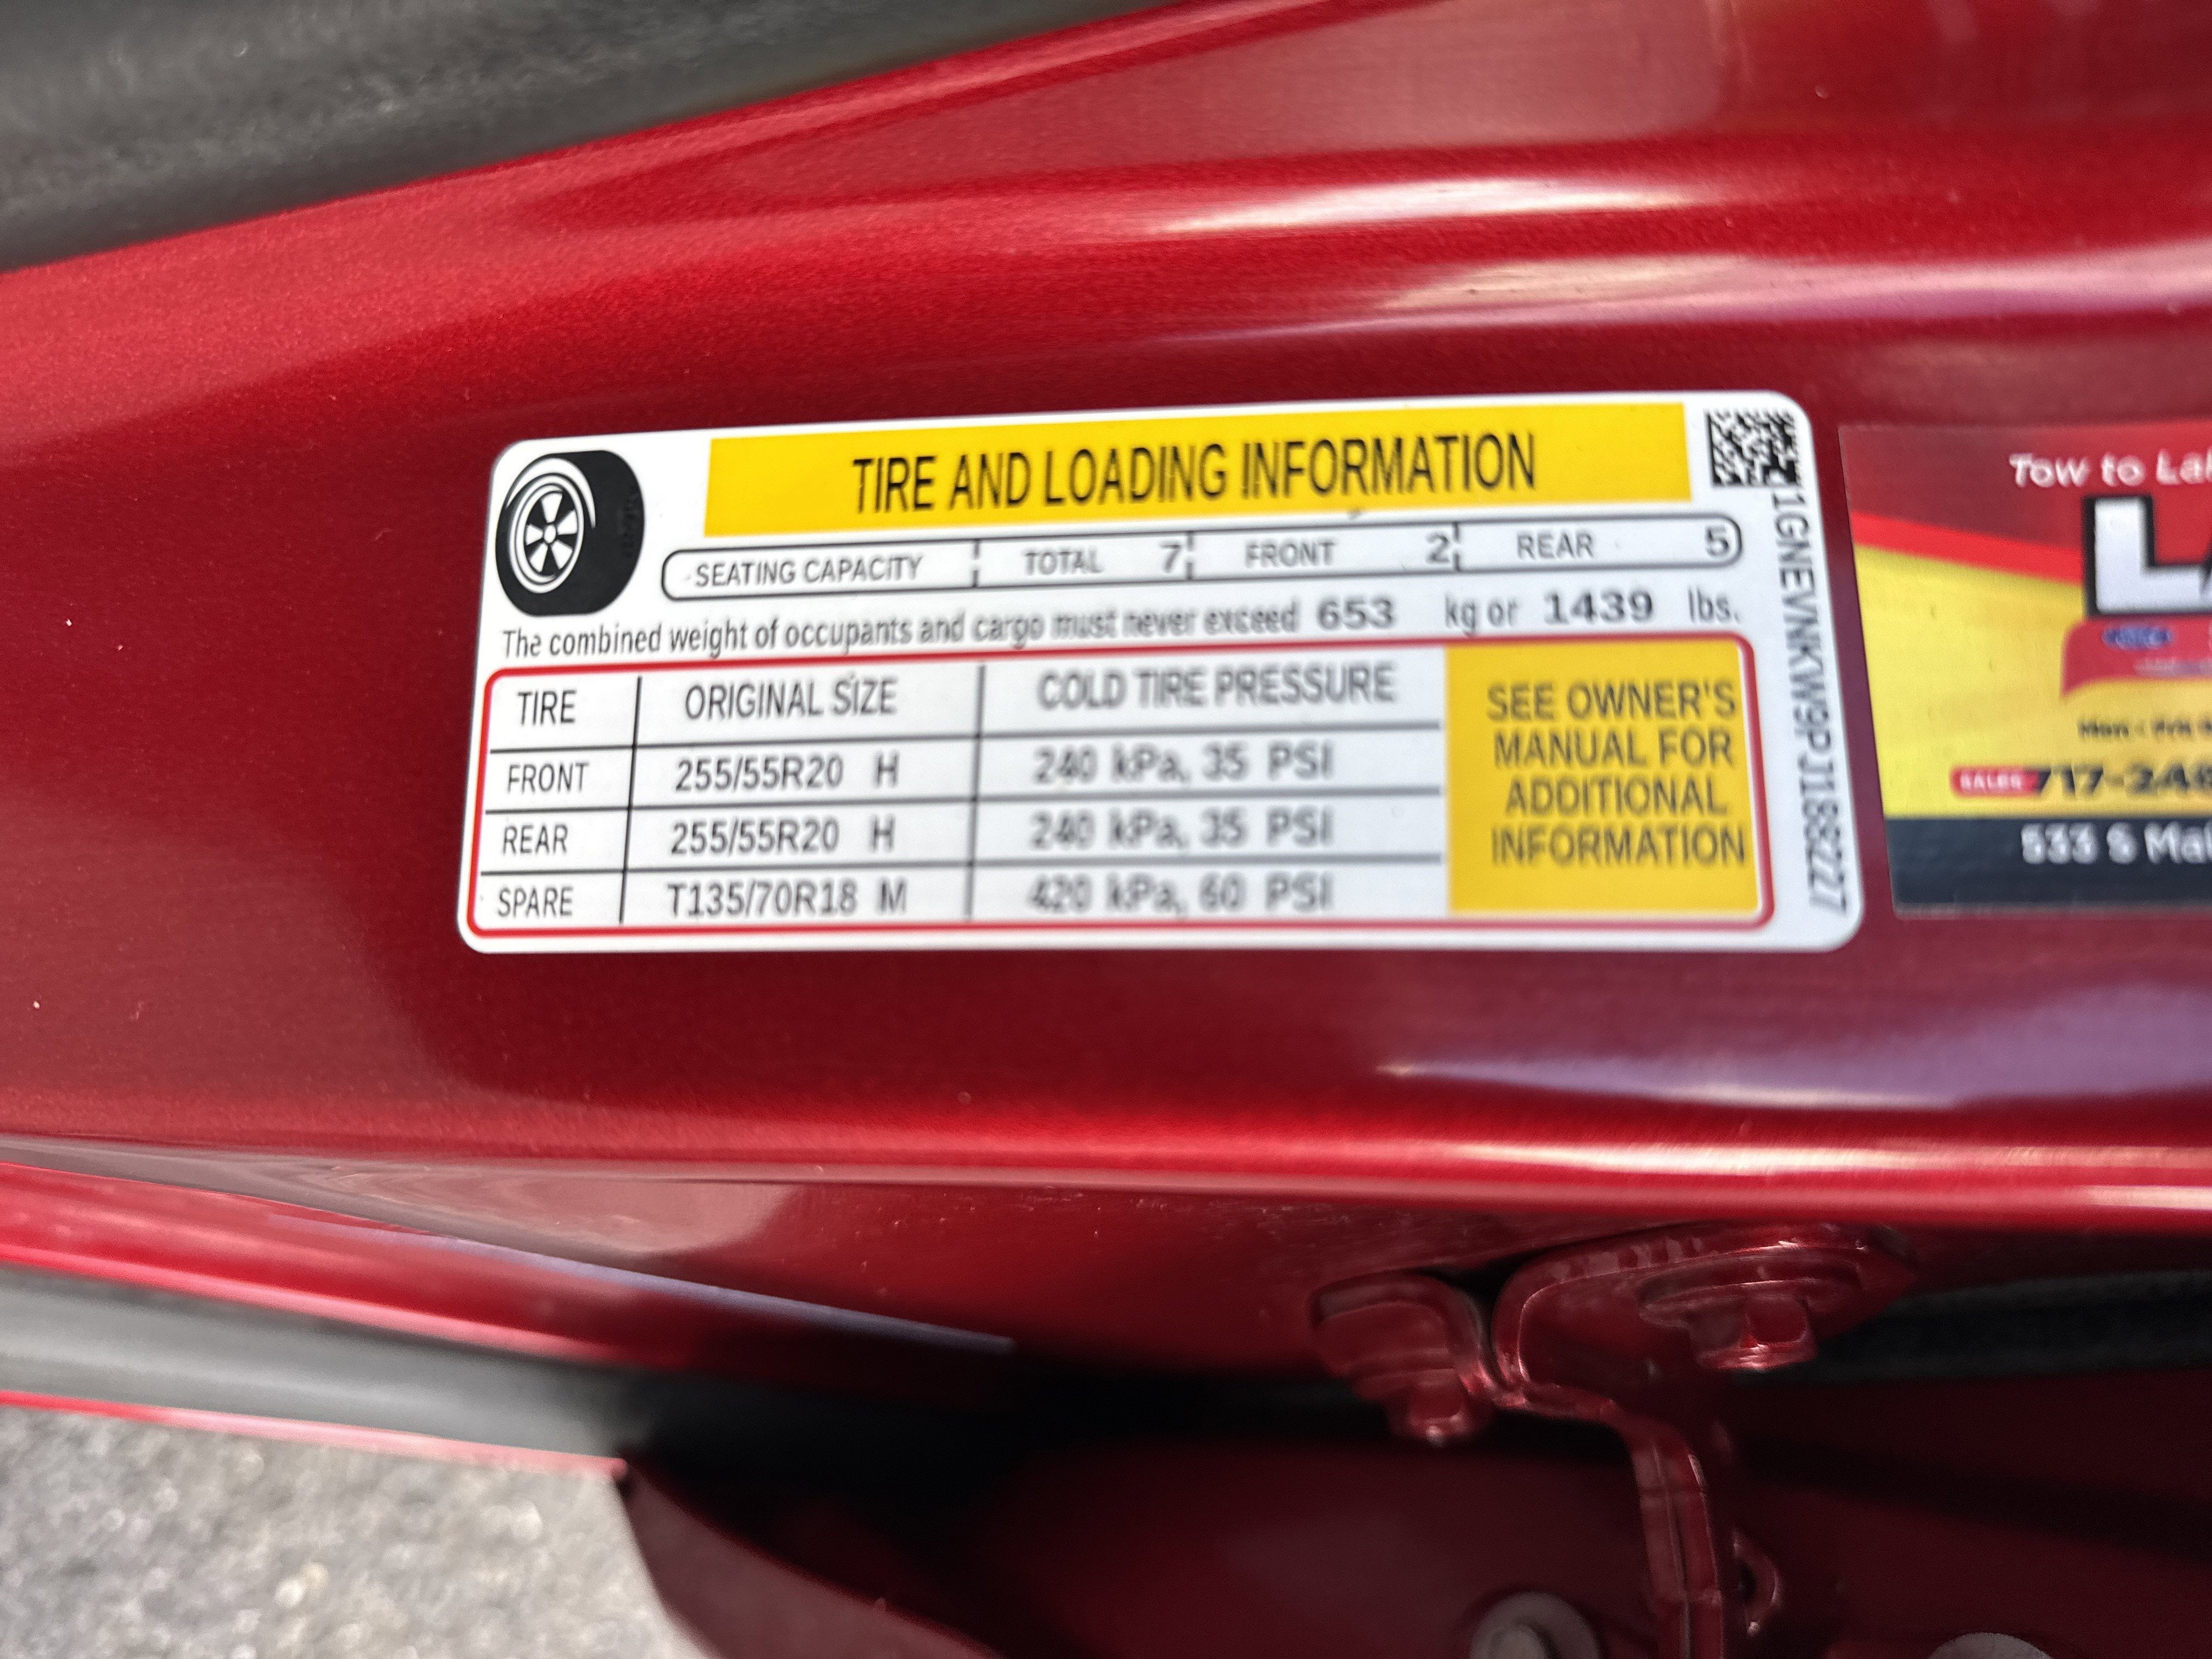 TIRE AND LOADING INFORMATION
SEATING CAPACITY TOTAL 7 FRONT 2 REAR 5
The combined weight of occupants and cargo must never exceed 653 kg or 1439 lbs.
TIRE ORIGINAL SIZE COLD TIRE PRESSURE
FRONT 255/55R20 H 240 kPa, 35 PSI
REAR 255/55R20 H 240 kPa, 35 PSI
SPARE T135/70R18 M 420 kPa, 60 PSI
SEE OWNER'S
MANUAL FOR
ADDITIONAL
INFORMATION
1GNEVNKW9PJ188227
Tow to
SALES 717-24
533 S